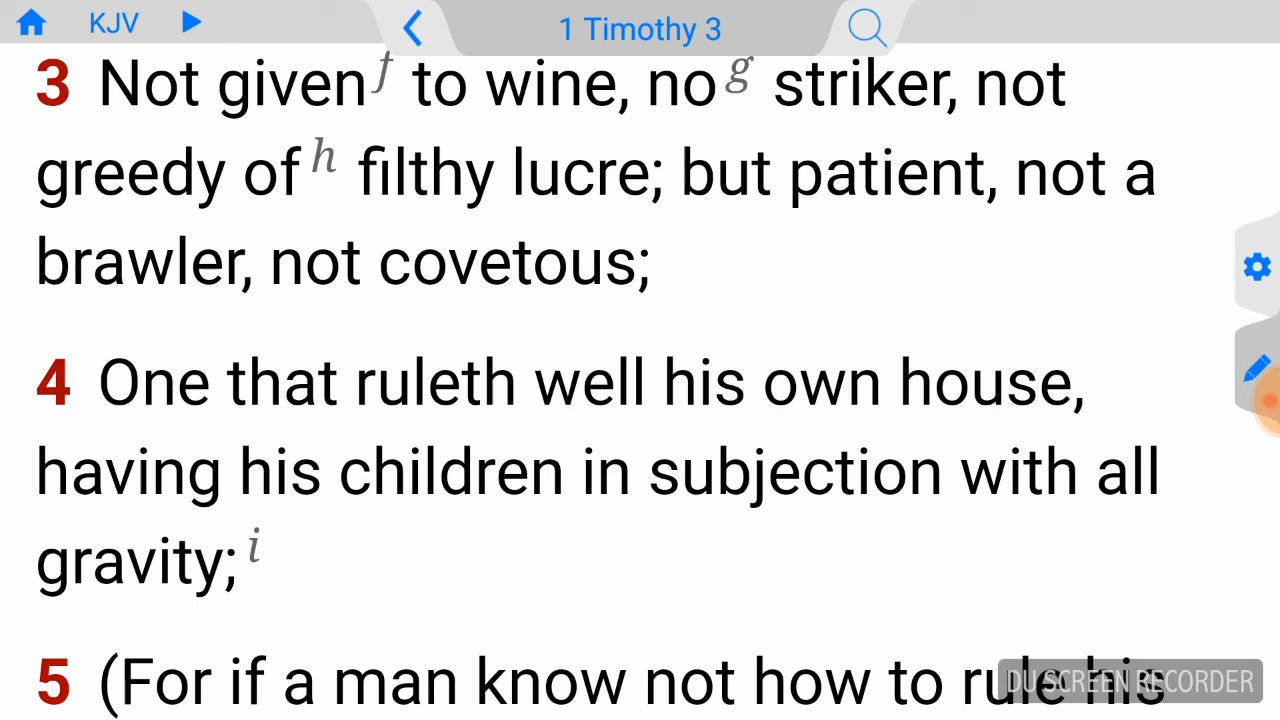 KJV 1 Timothy 3
3 Not given f to wine, no g striker, not
greedy of h filthy lucre; but patient, not a
brawler, not covetous;
4 One that ruleth well his own house,
having his children in subjection with all
gravity; i
5 (For if a man know not how to rule his
DU SCREEN RECORDER